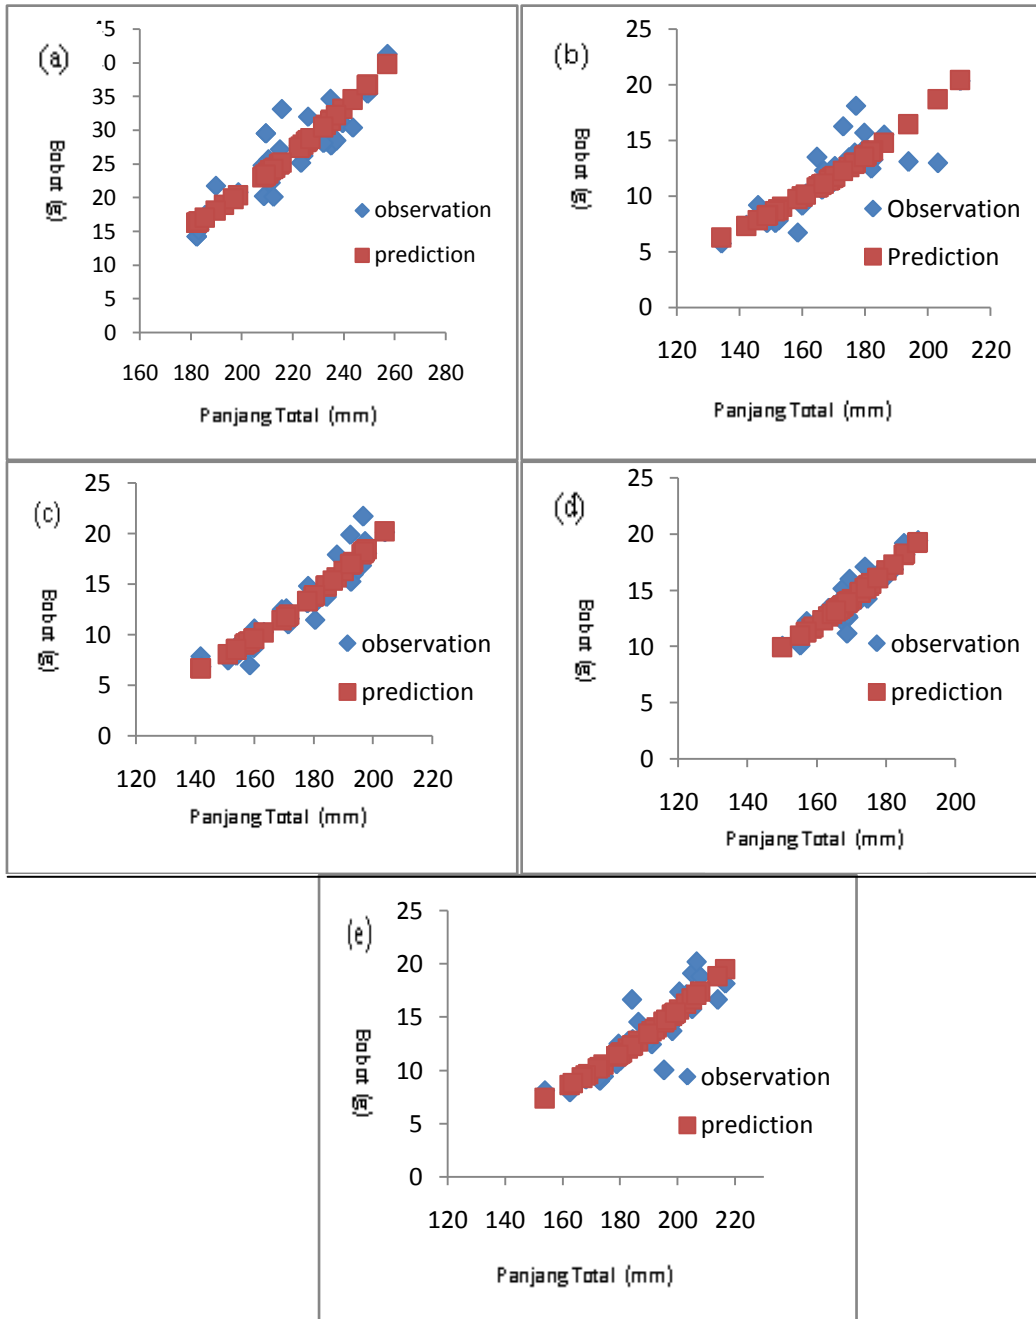 (a)
45
40
35
30
25
20
15
10
5
0
160 180 200 220 240 260 280
Bobot (g)
Panjang Total (mm)
observation
prediction
(b)
25
20
15
10
5
0
120 140 160 180 200 220
Bobot (g)
Panjang Total (mm)
Observation
Prediction
(c)
25
20
15
10
5
0
120 140 160 180 200 220
Bobot (g)
Panjang Total (mm)
observation
prediction
(d)
25
20
15
10
5
0
120 140 160 180 200
Bobot (g)
Panjang Total (mm)
observation
prediction
(e)
25
20
15
10
5
0
120 140 160 180 200 220
Bobot (g)
Panjang Total (mm)
observation
prediction